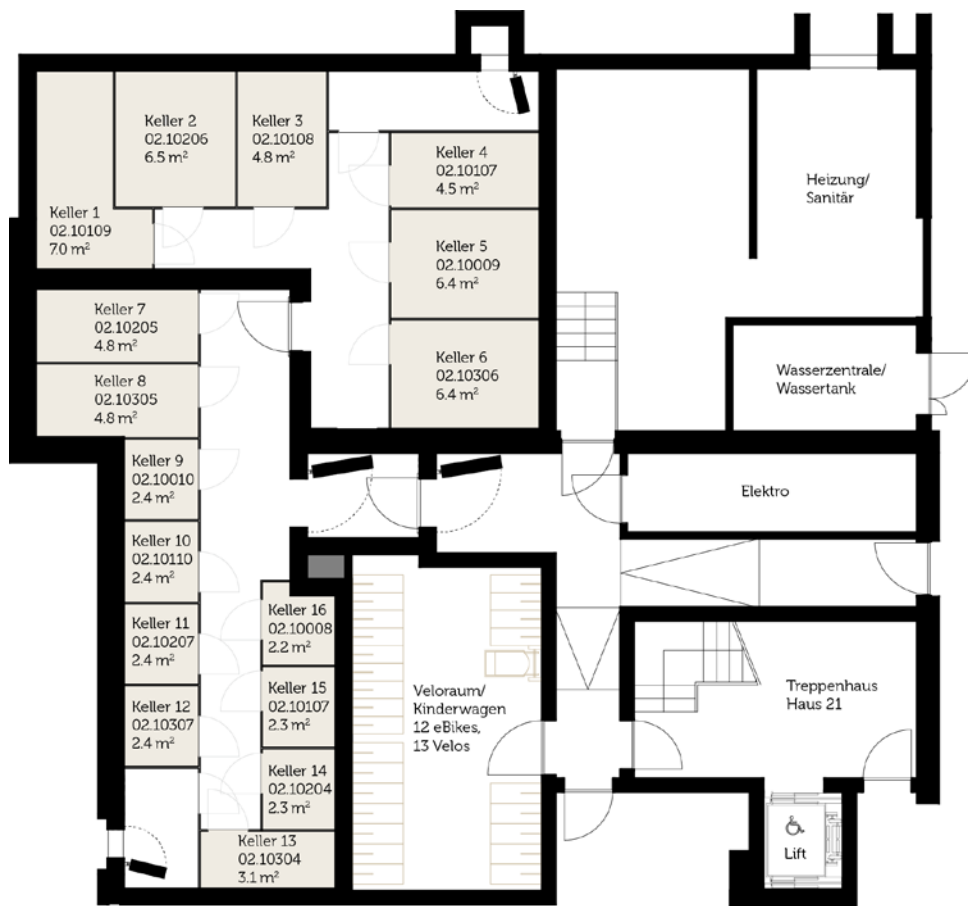 Keller 1
02.10109
7.0 m²
Keller 2
02.10206
6.5 m²
Keller 3
02.10108
4.8 m²
Keller 4
02.10107
4.5 m²
Keller 5
02.10009
6.4 m²
Keller 6
02.10306
6.4 m²
Heizung/
Sanitär
Wasserzentrale/
Wassertank
Keller 7
02.10205
4.8 m²
Keller 8
02.10305
4.8 m²
Keller 9
02.10010
2.4 m²
Keller 10
02.10110
2.4 m²
Keller 11
02.10207
2.4 m²
Keller 12
02.10307
2.4 m²
Keller 16
02.10008
2.2 m²
Keller 15
02.10107
2.3 m²
Keller 14
02.10204
2.3 m²
Keller 13
02.10304
3.1 m²
Elektro
Veloraum/
Kinderwagen
12 eBikes,
13 Velos
Treppenhaus
Haus 21
Lift